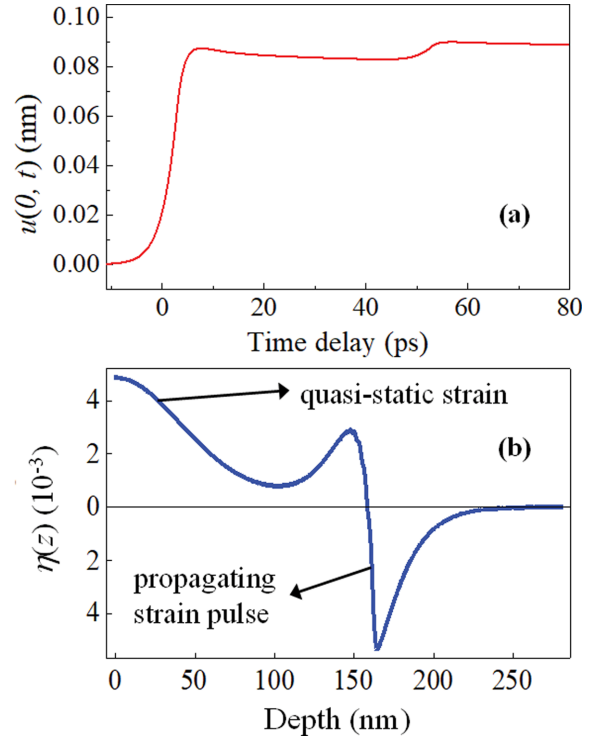 0.10
0.08
0.06
0.04
0.02
0.00
u(0, t) (nm)
(a)
0 20 40 60 80
Time delay (ps)
4
2
0
2
4
η(z) (10⁻³)
quasi-static strain
(b)
propagating
strain pulse
0 50 100 150 200 250
Depth (nm)